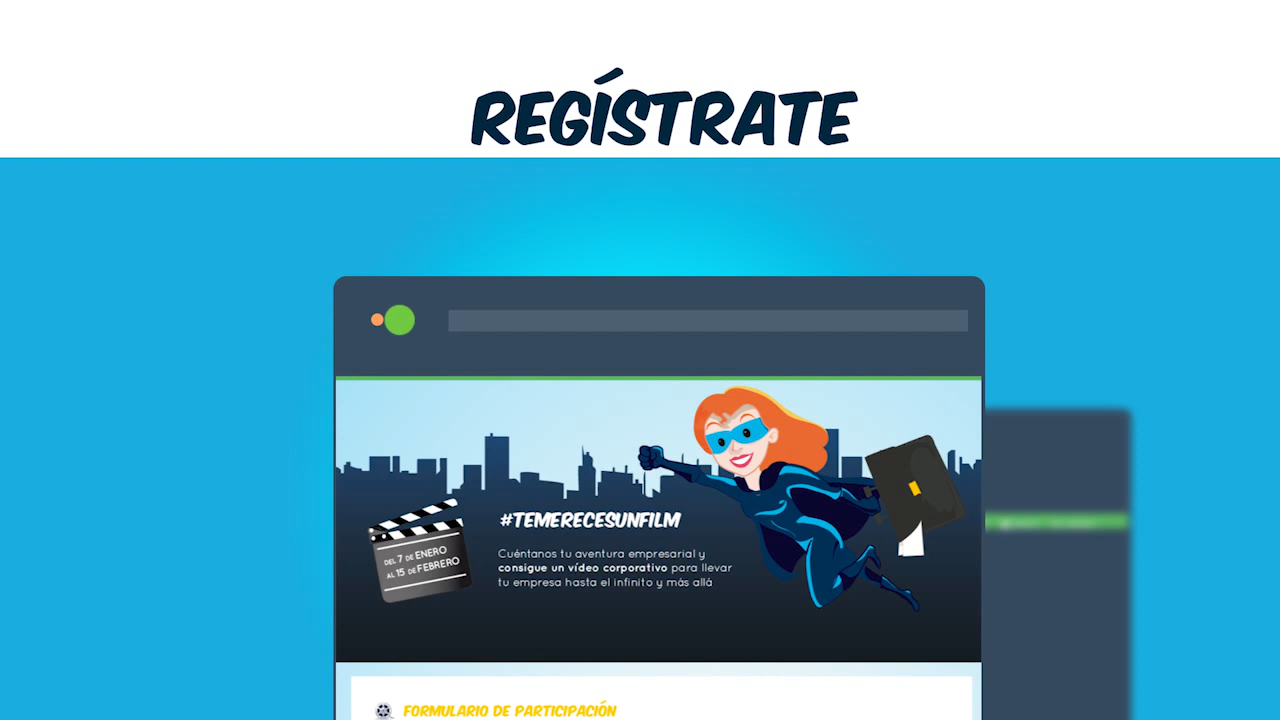 REGÍSTRATE
#TEMERECESUNFILM
DEL 7 DE ENERO
AL 15 DE FEBRERO
Cuéntanos tu aventura empresarial y
consigue un vídeo corporativo para llevar
tu empresa hasta el infinito y más allá
FORMULARIO DE PARTICIPACIÓN